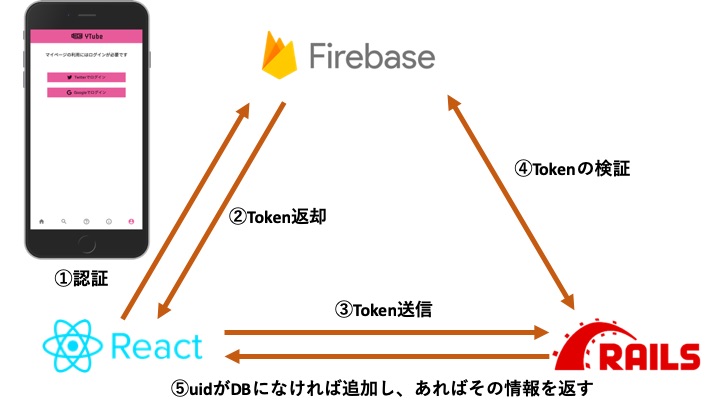 YTube
マイページの利用にはログインが必要です
Twitterでログイン
Googleでログイン
Firebase
④Tokenの検証
②Token返却
①認証
③Token送信
React
RAILS
⑤uidがDBになければ追加し、あればその情報を返す